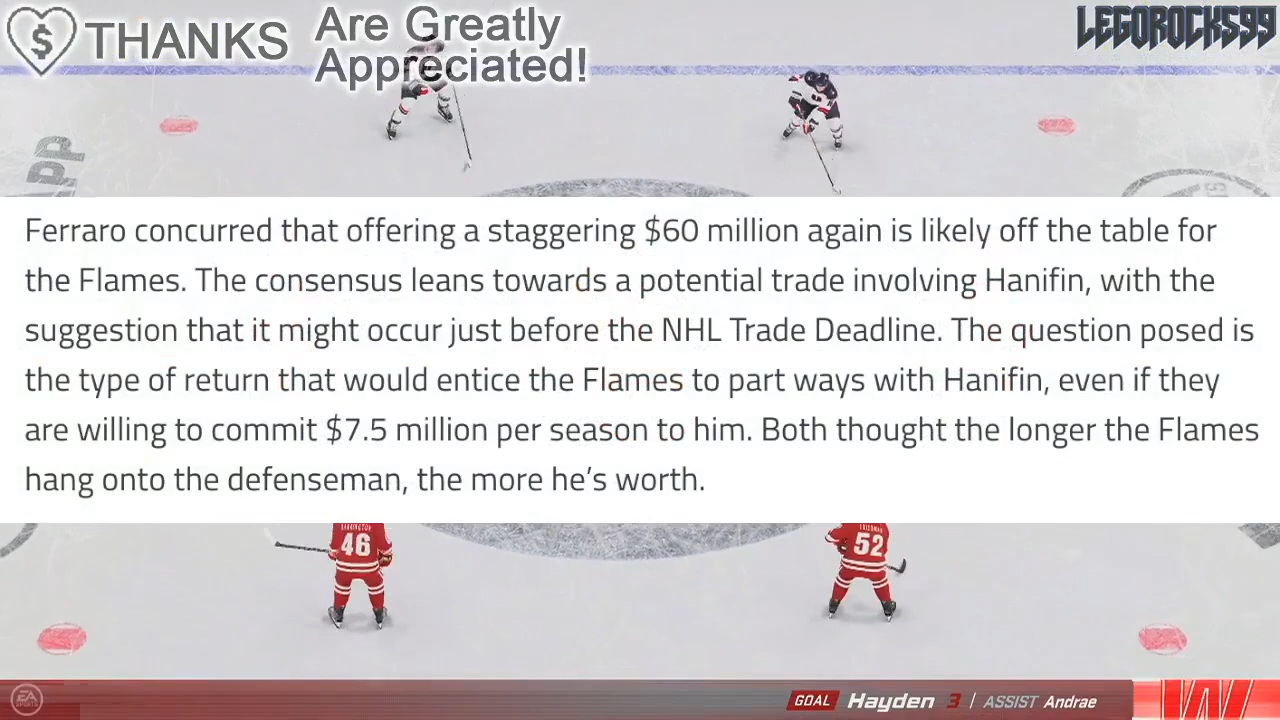 THANKS
Are Greatly
Appreciated!
LEGOROCKS99
APP
Ferraro concurred that offering a staggering $60 million again is likely off the table for
the Flames. The consensus leans towards a potential trade involving Hanifin, with the
suggestion that it might occur just before the NHL Trade Deadline. The question posed is
the type of return that would entice the Flames to part ways with Hanifin, even if they
are willing to commit $7.5 million per season to him. Both thought the longer the Flames
hang onto the defenseman, the more he’s worth.
46
52
EA
SPORTS
GOAL Hayden 3 / ASSIST Andrae